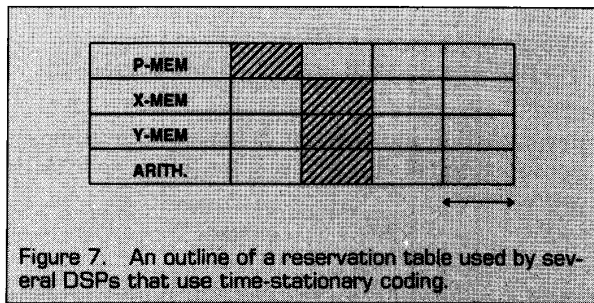 P-MEM
X-MEM
Y-MEM
ARITH.
Figure 7. An outline of a reservation table used by sev-
eral DSPs that use time-stationary coding.